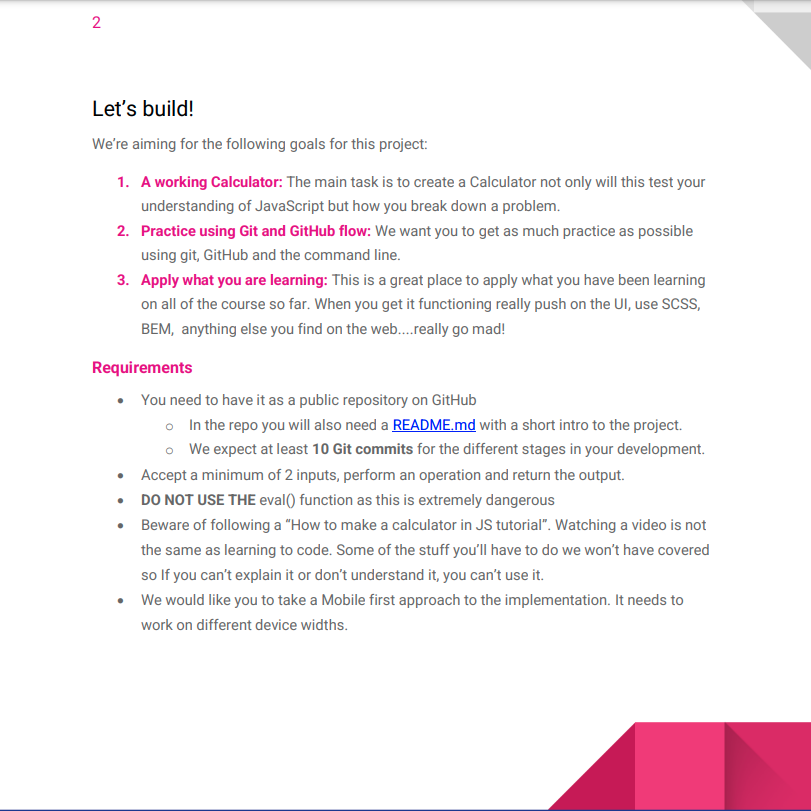 2
Let's build!
We're aiming for the following goals for this project:
1. A working Calculator: The main task is to create a Calculator not only will this test your
understanding of JavaScript but how you break down a problem.
2. Practice using Git and GitHub flow: We want you to get as much practice as possible
using git, GitHub and the command line.
3. Apply what you are learning: This is a great place to apply what you have been learning
on all of the course so far. When you get it functioning really push on the UI, use SCSS,
BEM,  anything else you find on the web....really go mad!
Requirements
● You need to have it as a public repository on GitHub
○ In the repo you will also need a README.md with a short intro to the project.
○ We expect at least 10 Git commits for the different stages in your development.
● Accept a minimum of 2 inputs, perform an operation and return the output.
● DO NOT USE THE eval() function as this is extremely dangerous
● Beware of following a “How to make a calculator in JS tutorial”. Watching a video is not
the same as learning to code. Some of the stuff you'll have to do we won't have covered
so If you can't explain it or don't understand it, you can't use it.
● We would like you to take a Mobile first approach to the implementation. It needs to
work on different device widths.